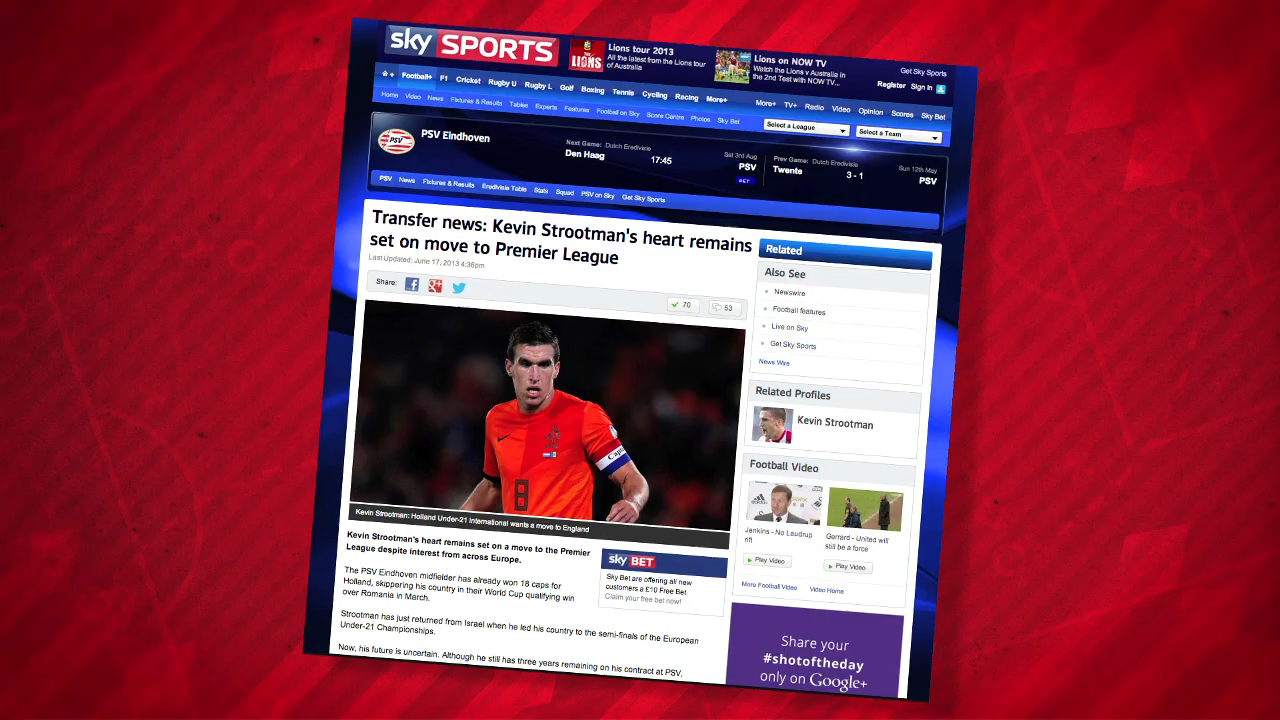 sky SPORTS
THE LIONS
Lions tour 2013
All the latest from the Lions tour
of Australia
Lions on NOW TV
Watch the Lions v Australia in
the 2nd Test with NOW TV...
Get Sky Sports
Register Sign In
Football+ F1 Cricket Rugby U Rugby L Golf Boxing Tennis Cycling Racing More+
More+ TV+ Radio Video Opinion Scores Sky Bet
Home Video News Fixtures & Results Tables Experts Features Football on Sky Score Centre Photos Sky Bet
Select a League
Select a Team
PSV
PSV Eindhoven
Next Game: Dutch Eredivisie
Sat 3rd Aug
Den Haag 17:45 PSV
BET
Prev Game: Dutch Eredivisie
Sun 12th May
Twente 3 - 1 PSV
PSV News Fixtures & Results Eredivisie Table Stats Squad PSV on Sky Get Sky Sports
Transfer news: Kevin Strootman's heart remains
set on move to Premier League
Last Updated: June 17, 2013 4:36pm
Share:
70
53
Capt
8
Kevin Strootman: Holland Under-21 international wants a move to England
Kevin Strootman's heart remains set on a move to the Premier
League despite interest from across Europe.
The PSV Eindhoven midfielder has already won 18 caps for
Holland, skippering his country in their World Cup qualifying win
over Romania in March.
Strootman has just returned from Israel when he led his country to the semi-finals of the European
Under-21 Championships.
Now, his future is uncertain. Although he still has three years remaining on his contract at PSV,
sky BET
Sky Bet are offering all new
customers a £10 Free Bet
Claim your free bet now!
Related
Also See
Newswire
Football features
Live on Sky
Get Sky Sports
News Wire
Related Profiles
Kevin Strootman
Football Video
adidas
Jenkins - No Laudrup
rift
Play Video
Gerrard - United will
still be a force
Play Video
More Football Video Video Home
Share your
#shotoftheday
only on Google+